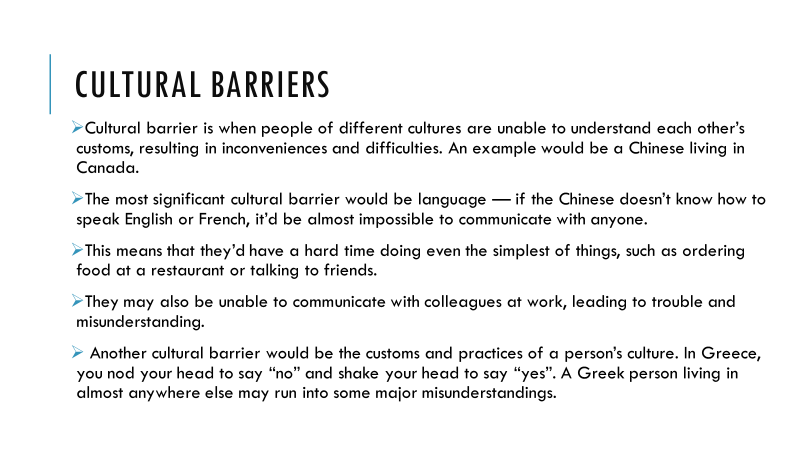 CULTURAL BARRIERS
➢Cultural barrier is when people of different cultures are unable to understand each other's
customs, resulting in inconveniences and difficulties. An example would be a Chinese living in
Canada.
➢The most significant cultural barrier would be language — if the Chinese doesn't know how to
speak English or French, it'd be almost impossible to communicate with anyone.
➢This means that they'd have a hard time doing even the simplest of things, such as ordering
food at a restaurant or talking to friends.
➢They may also be unable to communicate with colleagues at work, leading to trouble and
misunderstanding.
➢ Another cultural barrier would be the customs and practices of a person's culture. In Greece,
you nod your head to say “no” and shake your head to say “yes”. A Greek person living in
almost anywhere else may run into some major misunderstandings.